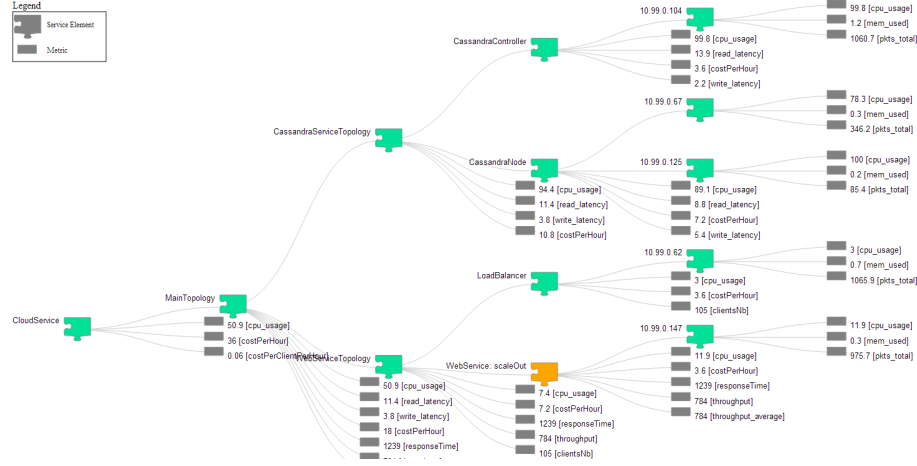 Legend
Service Element
Metric
10.99.0.104
99.8 [cpu_usage]
1.2 [mem_used]
1060.7 [pkts_total]
CassandraController
99.8 [cpu_usage]
13.9 [read_latency]
3.6 [costPerHour]
2.2 [write_latency]
10.99.0.67
78.3 [cpu_usage]
0.3 [mem_used]
346.2 [pkts_total]
CassandraServiceTopology
CassandraNode
94.4 [cpu_usage]
11.4 [read_latency]
3.8 [write_latency]
10.8 [costPerHour]
10.99.0.125
100 [cpu_usage]
0.2 [mem_used]
85.4 [pkts_total]
89.1 [cpu_usage]
8.8 [read_latency]
7.2 [costPerHour]
5.4 [write_latency]
10.99.0.62
3 [cpu_usage]
0.7 [mem_used]
1065.9 [pkts_total]
LoadBalancer
3 [cpu_usage]
3.6 [costPerHour]
105 [clientsNb]
CloudService
MainTopology
50.9 [cpu_usage]
36 [costPerHour]
0.06 [costPerClientPerHour]
10.99.0.147
11.9 [cpu_usage]
0.3 [mem_used]
975.7 [pkts_total]
WebServiceTopology
50.9 [cpu_usage]
11.4 [read_latency]
3.8 [write_latency]
18 [costPerHour]
1239 [responseTime]
WebService: scaleOut
7.4 [cpu_usage]
7.2 [costPerHour]
1239 [responseTime]
784 [throughput]
105 [clientsNb]
11.9 [cpu_usage]
3.6 [costPerHour]
1239 [responseTime]
784 [throughput]
784 [throughput_average]